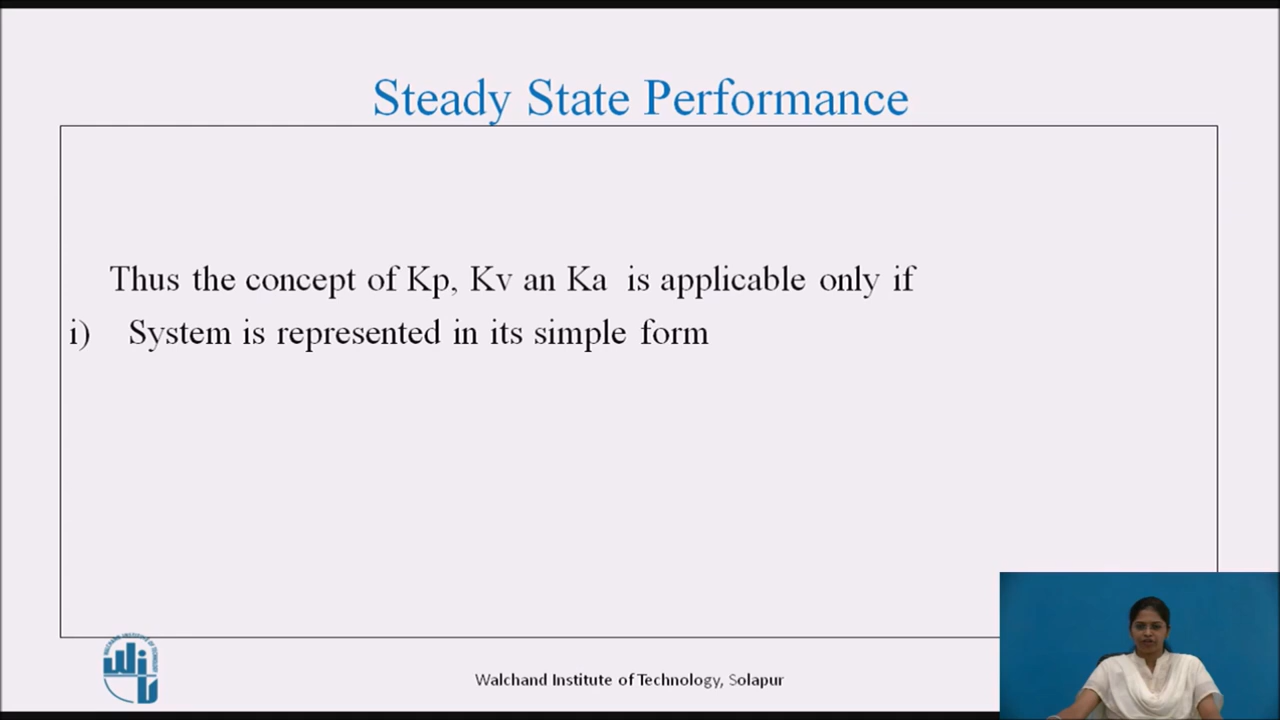 Steady State Performance
Thus the concept of Kp, Kv an Ka is applicable only if
i) System is represented in its simple form
Walchand Institute of Technology, Solapur